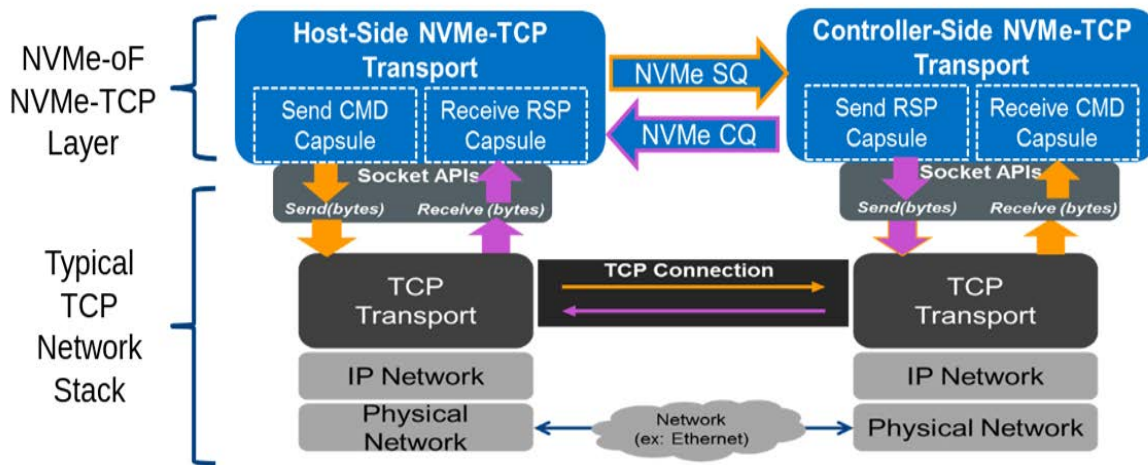 NVMe-oF
NVMe-TCP
Layer
Host-Side NVMe-TCP
Transport
Send CMD
Capsule
Receive RSP
Capsule
NVMe SQ
NVMe CQ
Controller-Side NVMe-TCP
Transport
Send RSP
Capsule
Receive CMD
Capsule
Socket APIs
Send(bytes)
Receive (bytes)
Socket APIs
Send(bytes)
Receive (bytes)
Typical
TCP
Network
Stack
TCP
Transport
TCP Connection
TCP
Transport
IP Network
IP Network
Physical
Network
Network
(ex: Ethernet)
Physical Network